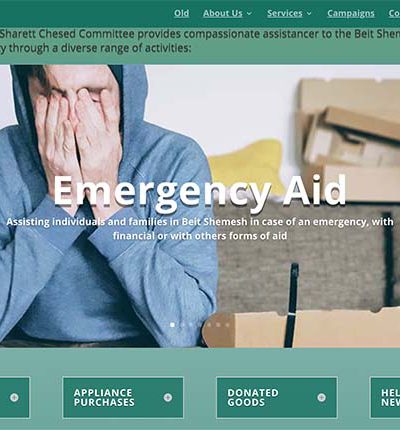 Old About Us Services Campaigns Co
Sharett Chesed Committee provides compassionate assistancer to the Beit Shem
y through a diverse range of activities:
Emergency Aid
Assisting individuals and families in Beit Shemesh in case of an emergency, with
financial or with others forms of aid
APPLIANCE
PURCHASES
DONATED
GOODS
HEL
NEW